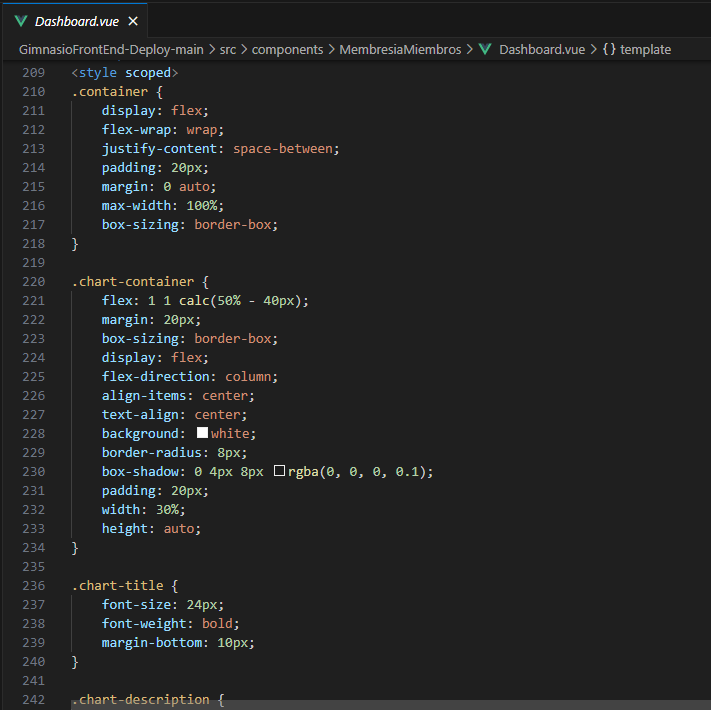 Dashboard.vue ×
GimnasioFrontEnd-Deploy-main > src > components > MembresiaMiembros > Dashboard.vue > {} template
209 <style scoped>
210 .container {
211     display: flex;
212     flex-wrap: wrap;
213     justify-content: space-between;
214     padding: 20px;
215     margin: 0 auto;
216     max-width: 100%;
217     box-sizing: border-box;
218 }
219
220 .chart-container {
221     flex: 1 1 calc(50% - 40px);
222     margin: 20px;
223     box-sizing: border-box;
224     display: flex;
225     flex-direction: column;
226     align-items: center;
227     text-align: center;
228     background: white;
229     border-radius: 8px;
230     box-shadow: 0 4px 8px rgba(0, 0, 0, 0.1);
231     padding: 20px;
232     width: 30%;
233     height: auto;
234 }
235
236 .chart-title {
237     font-size: 24px;
238     font-weight: bold;
239     margin-bottom: 10px;
240 }
241
242 .chart-description {